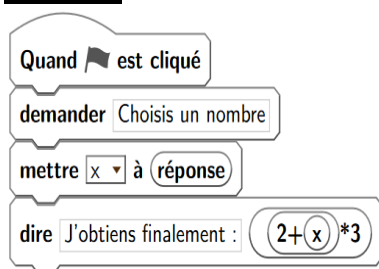 Quand est cliqué
demander Choisis un nombre
mettre x à réponse
dire J'obtiens finalement : 2+x*3